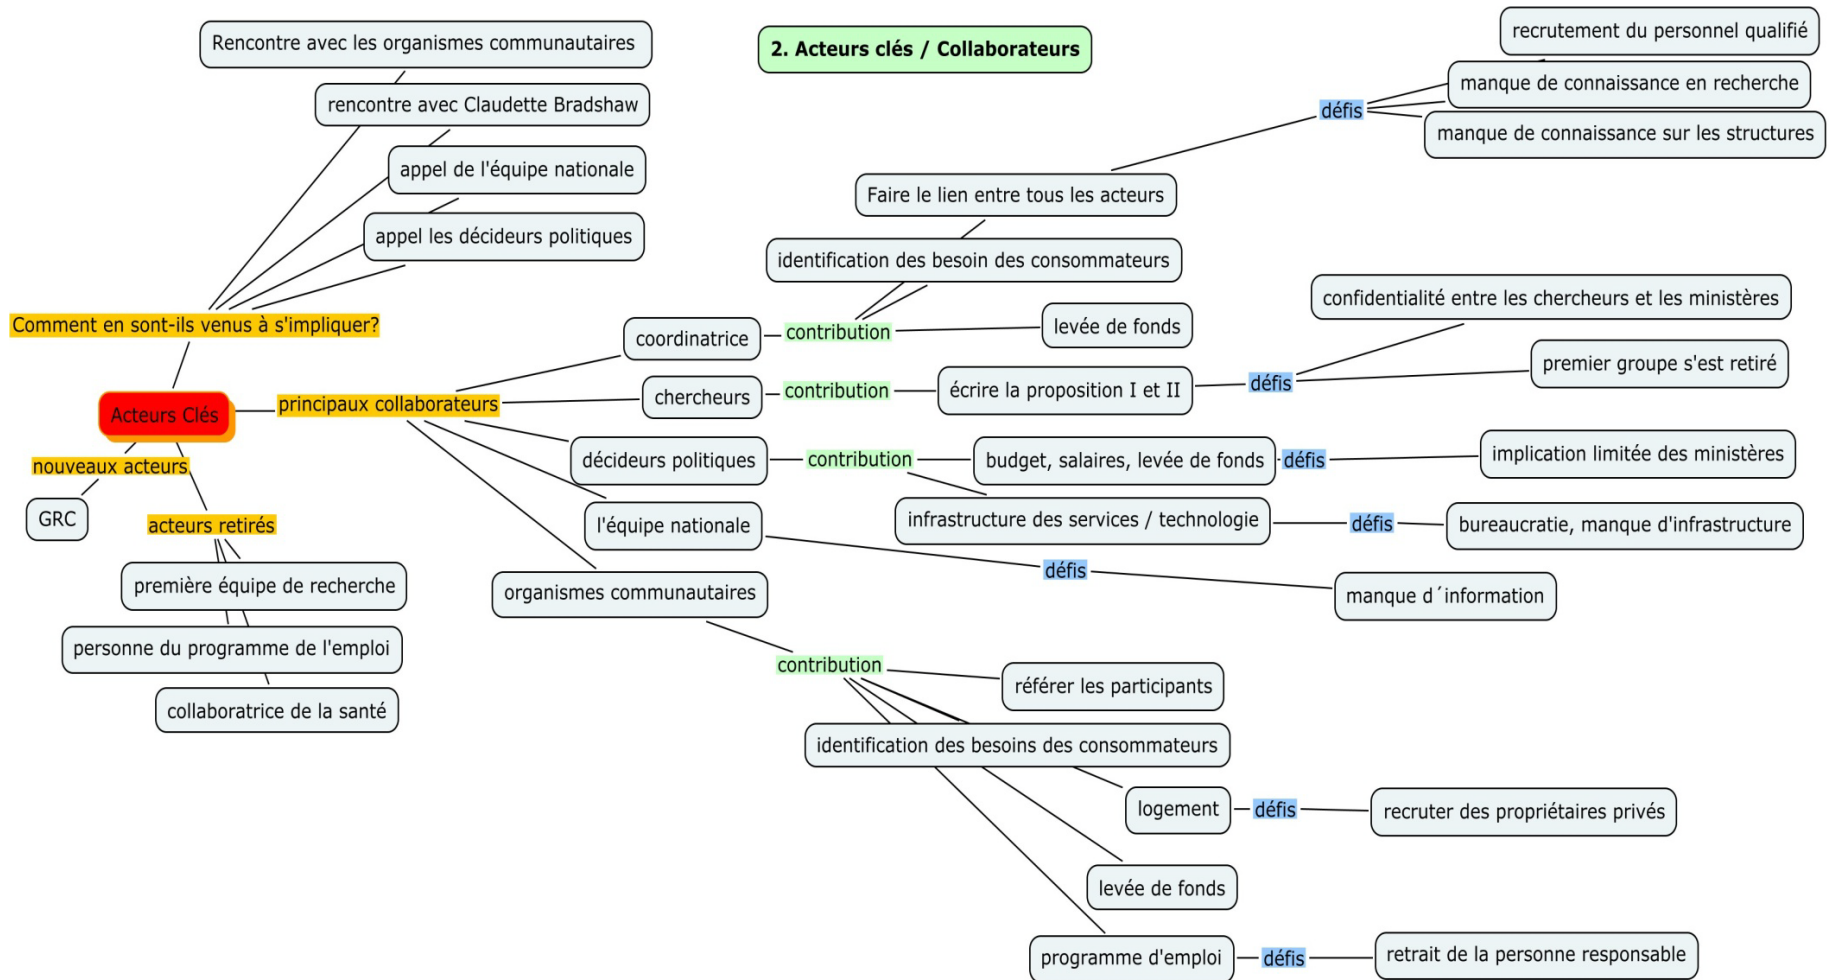 2. Acteurs clés / Collaborateurs
Rencontre avec les organismes communautaires
rencontre avec Claudette Bradshaw
appel de l'équipe nationale
appel les décideurs politiques
Comment en sont-ils venus à s'impliquer?
Acteurs Clés
nouveaux acteurs
GRC
acteurs retirés
première équipe de recherche
personne du programme de l'emploi
collaboratrice de la santé
principaux collaborateurs
coordinatrice
contribution
Faire le lien entre tous les acteurs
défis
recrutement du personnel qualifié
manque de connaissance en recherche
manque de connaissance sur les structures
identification des besoin des consommateurs
levée de fonds
chercheurs
contribution
écrire la proposition I et II
défis
confidentialité entre les chercheurs et les ministères
premier groupe s'est retiré
décideurs politiques
contribution
budget, salaires, levée de fonds
défis
implication limitée des ministères
infrastructure des services / technologie
défis
bureaucratie, manque d'infrastructure
l'équipe nationale
défis
manque d´information
organismes communautaires
contribution
référer les participants
identification des besoins des consommateurs
logement
défis
recruter des propriétaires privés
levée de fonds
programme d'emploi
défis
retrait de la personne responsable